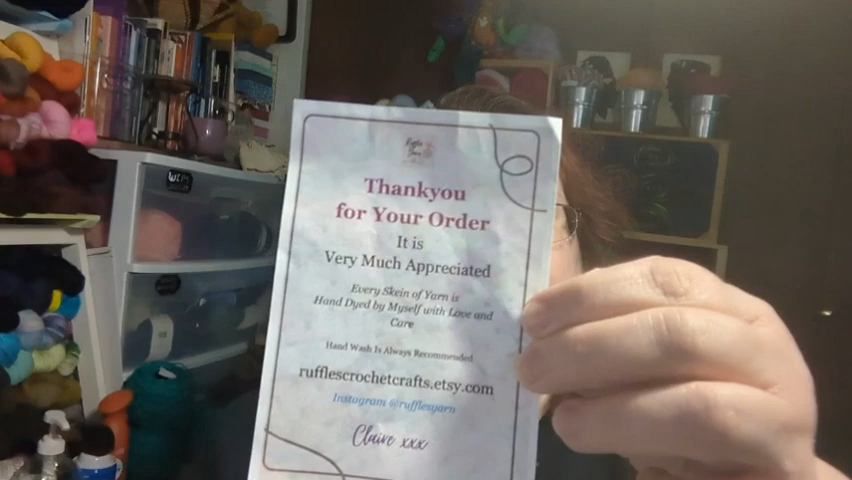 Thankyou
for Your Order
It is
Very Much Appreciated
Every Skein of Yarn is
Hand Dyed by Myself with Love and
Care
Hand Wash Is Always Recommended
rufflescrochetcrafts.etsy.com
Instagram @rufflesyarn
Claire xxx